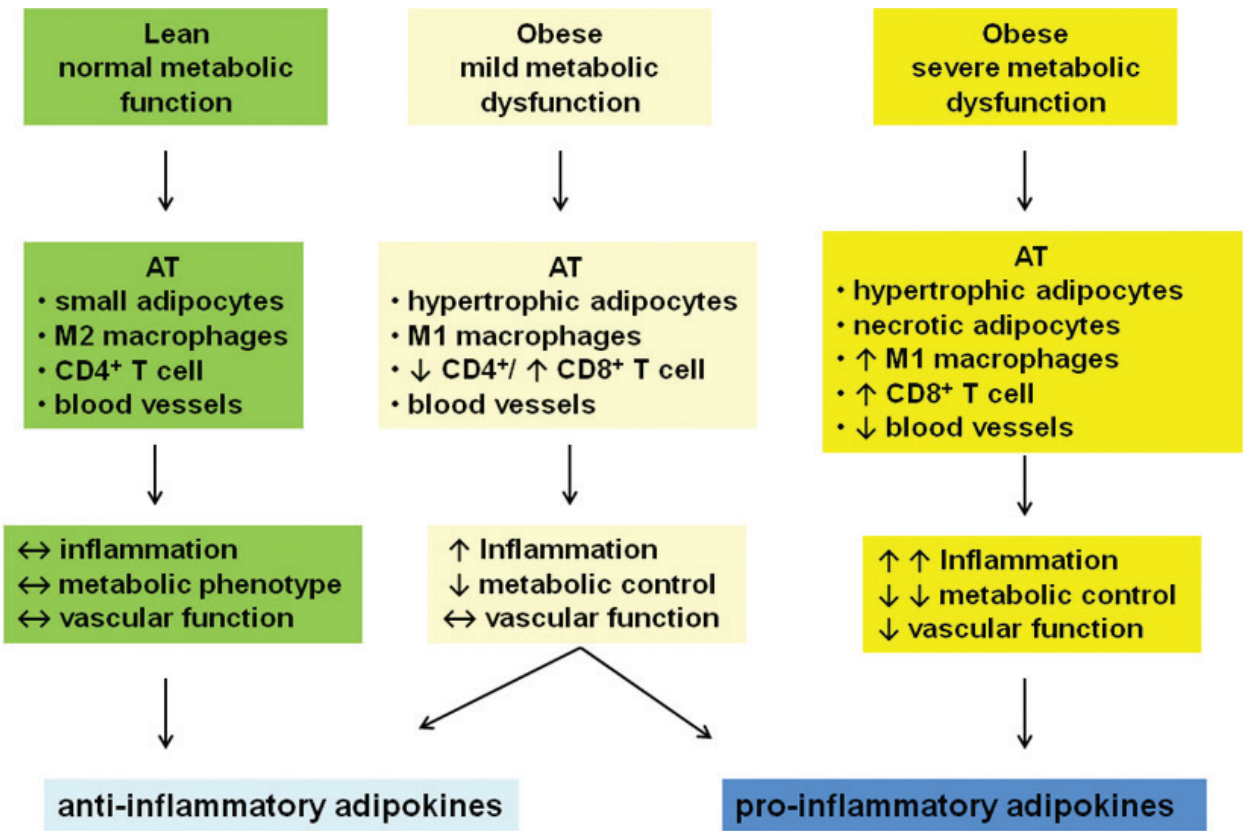 Lean
normal metabolic
function
Obese
mild metabolic
dysfunction
Obese
severe metabolic
dysfunction
AT
• small adipocytes
• M2 macrophages
• CD4⁺ T cell
• blood vessels
AT
• hypertrophic adipocytes
• M1 macrophages
• ↓ CD4⁺/ ↑ CD8⁺ T cell
• blood vessels
AT
• hypertrophic adipocytes
• necrotic adipocytes
• ↑ M1 macrophages
• ↑ CD8⁺ T cell
• ↓ blood vessels
↔ inflammation
↔ metabolic phenotype
↔ vascular function
↑ Inflammation
↓ metabolic control
↔ vascular function
↑ ↑ Inflammation
↓ ↓ metabolic control
↓ vascular function
anti-inflammatory adipokines
pro-inflammatory adipokines